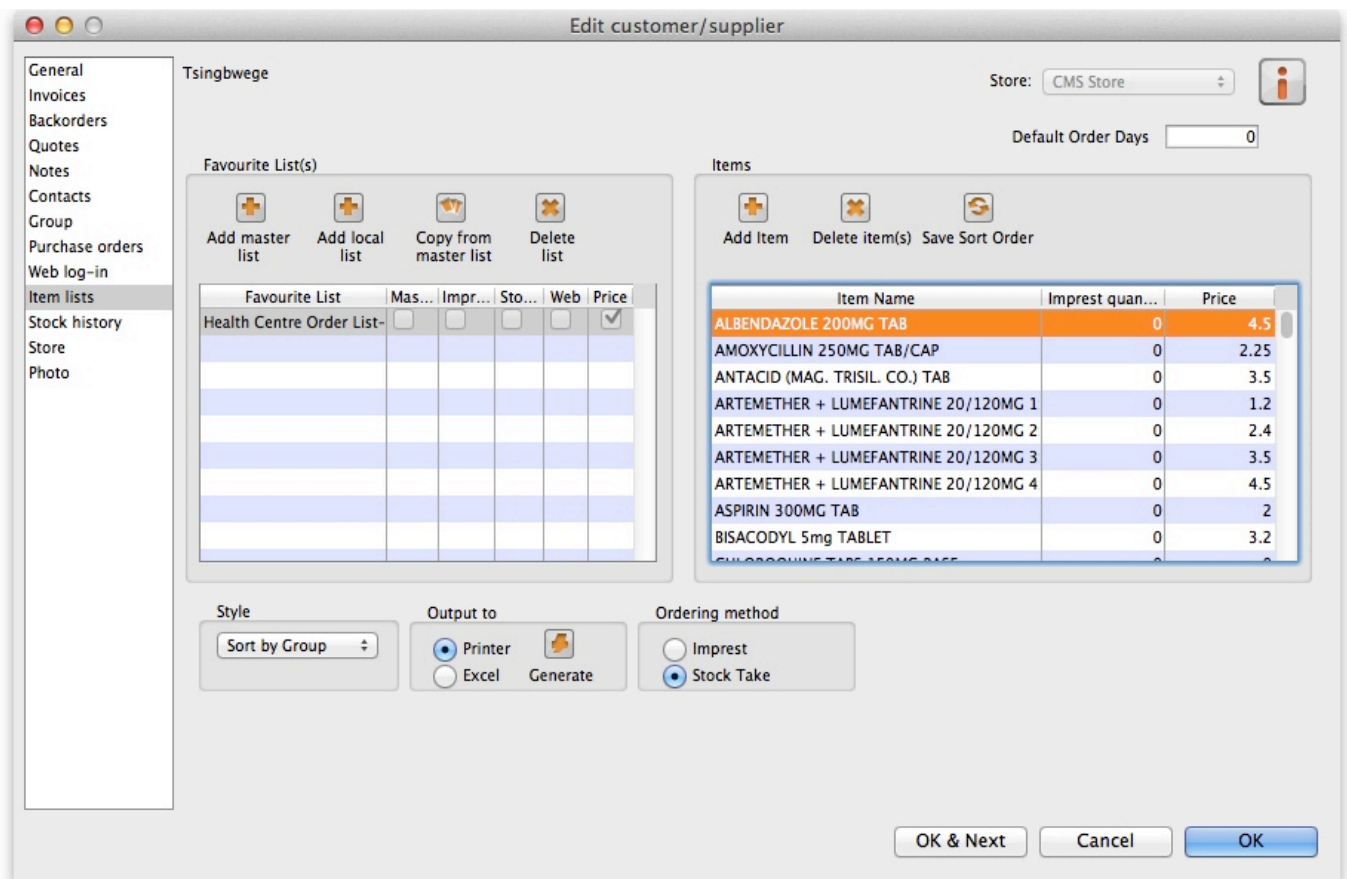 Edit customer/supplier
General
Invoices
Backorders
Quotes
Notes
Contacts
Group
Purchase orders
Web log-in
Item lists
Stock history
Store
Photo
Tsingbwege
Store: CMS Store
Default Order Days 0
Favourite List(s)
Add master list
Add local list
Copy from master list
Delete list
Favourite List Mas... Impr... Sto... Web Price
Health Centre Order List-
Items
Add Item Delete item(s) Save Sort Order
Item Name Imprest quan... Price
ALBENDAZOLE 200MG TAB 0 4.5
AMOXYCILLIN 250MG TAB/CAP 0 2.25
ANTACID (MAG. TRISIL. CO.) TAB 0 3.5
ARTEMETHER + LUMEFANTRINE 20/120MG 1 0 1.2
ARTEMETHER + LUMEFANTRINE 20/120MG 2 0 2.4
ARTEMETHER + LUMEFANTRINE 20/120MG 3 0 3.5
ARTEMETHER + LUMEFANTRINE 20/120MG 4 0 4.5
ASPIRIN 300MG TAB 0 2
BISACODYL 5mg TABLET 0 3.2
Style
Sort by Group
Output to
Printer
Excel
Generate
Ordering method
Imprest
Stock Take
OK & Next Cancel OK